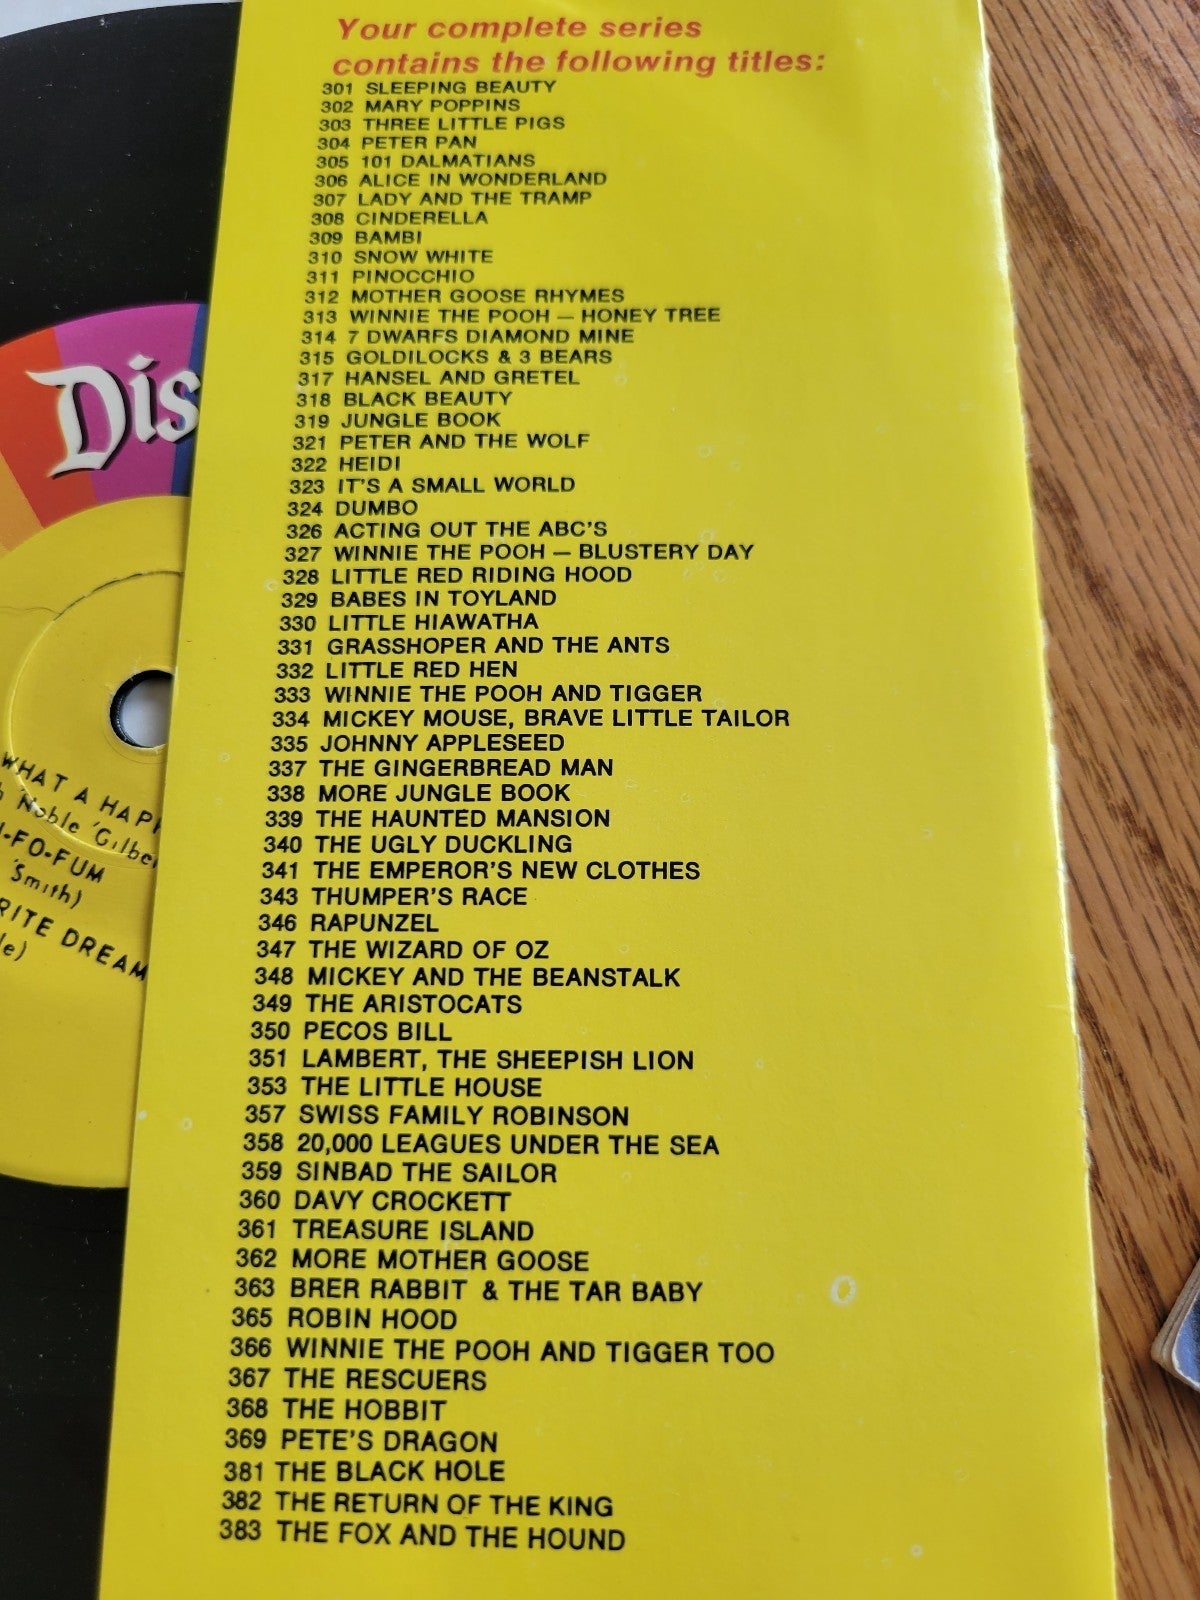 Your complete series
contains the following titles:
301 SLEEPING BEAUTY
302 MARY POPPINS
303 THREE LITTLE PIGS
304 PETER PAN
305 101 DALMATIANS
306 ALICE IN WONDERLAND
307 LADY AND THE TRAMP
308 CINDERELLA
309 BAMBI
310 SNOW WHITE
311 PINOCCHIO
312 MOTHER GOOSE RHYMES
313 WINNIE THE POOH — HONEY TREE
314 7 DWARFS DIAMOND MINE
315 GOLDILOCKS & 3 BEARS
317 HANSEL AND GRETEL
318 BLACK BEAUTY
319 JUNGLE BOOK
321 PETER AND THE WOLF
322 HEIDI
323 IT'S A SMALL WORLD
324 DUMBO
326 ACTING OUT THE ABC'S
327 WINNIE THE POOH — BLUSTERY DAY
328 LITTLE RED RIDING HOOD
329 BABES IN TOYLAND
330 LITTLE HIAWATHA
331 GRASSHOPER AND THE ANTS
332 LITTLE RED HEN
333 WINNIE THE POOH AND TIGGER
334 MICKEY MOUSE, BRAVE LITTLE TAILOR
335 JOHNNY APPLESEED
337 THE GINGERBREAD MAN
338 MORE JUNGLE BOOK
339 THE HAUNTED MANSION
340 THE UGLY DUCKLING
341 THE EMPEROR'S NEW CLOTHES
343 THUMPER'S RACE
346 RAPUNZEL
347 THE WIZARD OF OZ
348 MICKEY AND THE BEANSTALK
349 THE ARISTOCATS
350 PECOS BILL
351 LAMBERT, THE SHEEPISH LION
353 THE LITTLE HOUSE
357 SWISS FAMILY ROBINSON
358 20,000 LEAGUES UNDER THE SEA
359 SINBAD THE SAILOR
360 DAVY CROCKETT
361 TREASURE ISLAND
362 MORE MOTHER GOOSE
363 BRER RABBIT & THE TAR BABY
365 ROBIN HOOD
366 WINNIE THE POOH AND TIGGER TOO
367 THE RESCUERS
368 THE HOBBIT
369 PETE'S DRAGON
381 THE BLACK HOLE
382 THE RETURN OF THE KING
383 THE FOX AND THE HOUND
Dis
WHAT A HAP
Noble Gilbe
-FO-FUM
Smith)
RITE DREAM